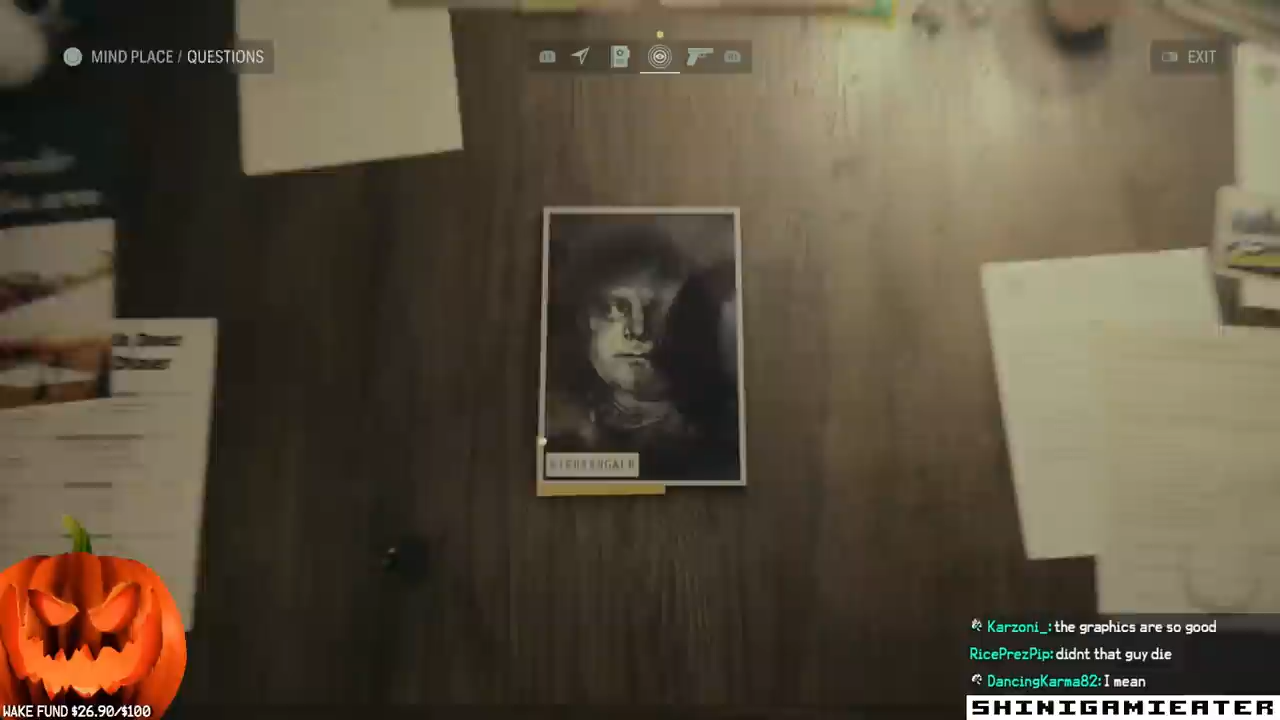 MIND PLACE / QUESTIONS
EXIT
Karzoni_: the graphics are so good
RicePrezPip: didnt that guy die
DancingKarma82: I mean
WAKE FUND $26.90/$100
SHINIGAMIEATER